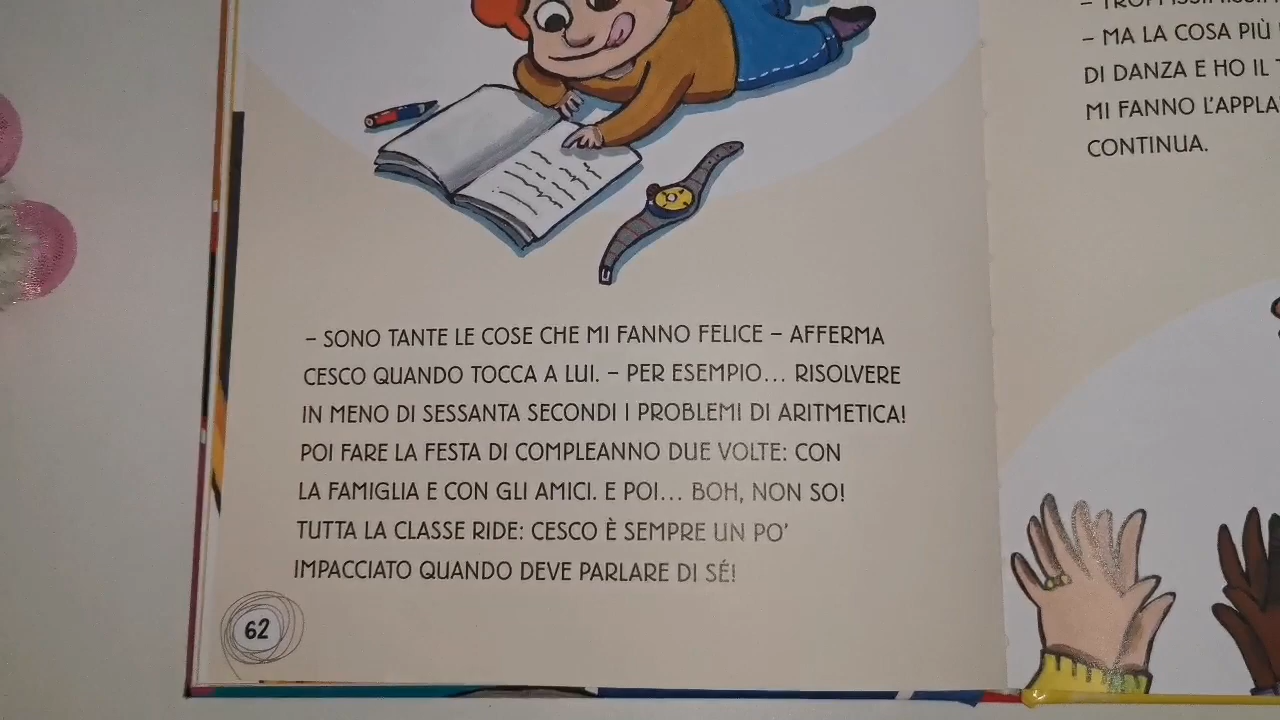 – SONO TANTE LE COSE CHE MI FANNO FELICE – AFFERMA
CESCO QUANDO TOCCA A LUI. – PER ESEMPIO... RISOLVERE
IN MENO DI SESSANTA SECONDI I PROBLEMI DI ARITMETICA!
POI FARE LA FESTA DI COMPLEANNO DUE VOLTE: CON
LA FAMIGLIA E CON GLI AMICI. E POI... BOH, NON SO!
TUTTA LA CLASSE RIDE: CESCO È SEMPRE UN PO'
IMPACCIATO QUANDO DEVE PARLARE DI SÉ!
62
– MA LA COSA PIÙ
DI DANZA E HO IL
MI FANNO
CONTINUA.